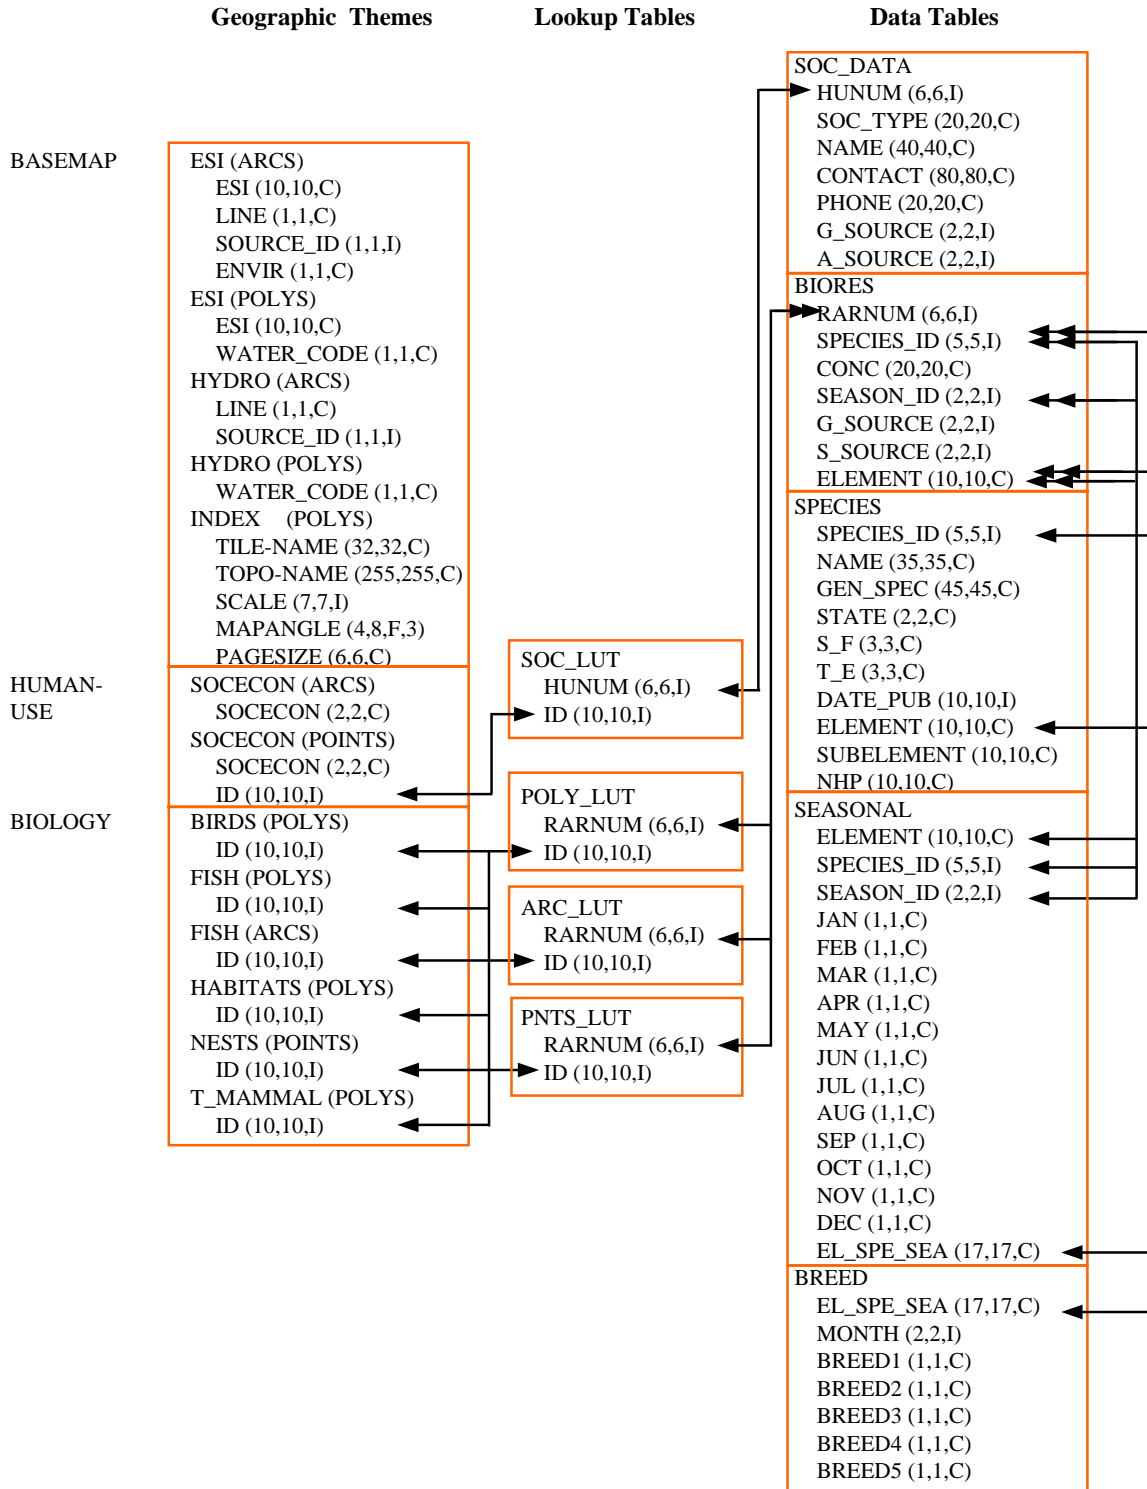 Geographic Themes
Lookup Tables
Data Tables
BASEMAP
ESI (ARCS)
ESI (10,10,C)
LINE (1,1,C)
SOURCE_ID (1,1,I)
ENVIR (1,1,C)
ESI (POLYS)
ESI (10,10,C)
WATER_CODE (1,1,C)
HYDRO (ARCS)
LINE (1,1,C)
SOURCE_ID (1,1,I)
HYDRO (POLYS)
WATER_CODE (1,1,C)
INDEX (POLYS)
TILE-NAME (32,32,C)
TOPO-NAME (255,255,C)
SCALE (7,7,I)
MAPANGLE (4,8,F,3)
PAGESIZE (6,6,C)
HUMAN-
USE
SOCECON (ARCS)
SOCECON (2,2,C)
SOCECON (POINTS)
SOCECON (2,2,C)
ID (10,10,I)
BIOLOGY
BIRDS (POLYS)
ID (10,10,I)
FISH (POLYS)
ID (10,10,I)
FISH (ARCS)
ID (10,10,I)
HABITATS (POLYS)
ID (10,10,I)
NESTS (POINTS)
ID (10,10,I)
T_MAMMAL (POLYS)
ID (10,10,I)
SOC_LUT
HUNUM (6,6,I)
ID (10,10,I)
POLY_LUT
RARNUM (6,6,I)
ID (10,10,I)
ARC_LUT
RARNUM (6,6,I)
ID (10,10,I)
PNTS_LUT
RARNUM (6,6,I)
ID (10,10,I)
SOC_DATA
HUNUM (6,6,I)
SOC_TYPE (20,20,C)
NAME (40,40,C)
CONTACT (80,80,C)
PHONE (20,20,C)
G_SOURCE (2,2,I)
A_SOURCE (2,2,I)
BIORES
RARNUM (6,6,I)
SPECIES_ID (5,5,I)
CONC (20,20,C)
SEASON_ID (2,2,I)
G_SOURCE (2,2,I)
S_SOURCE (2,2,I)
ELEMENT (10,10,C)
SPECIES
SPECIES_ID (5,5,I)
NAME (35,35,C)
GEN_SPEC (45,45,C)
STATE (2,2,C)
S_F (3,3,C)
T_E (3,3,C)
DATE_PUB (10,10,I)
ELEMENT (10,10,C)
SUBELEMENT (10,10,C)
NHP (10,10,C)
SEASONAL
ELEMENT (10,10,C)
SPECIES_ID (5,5,I)
SEASON_ID (2,2,I)
JAN (1,1,C)
FEB (1,1,C)
MAR (1,1,C)
APR (1,1,C)
MAY (1,1,C)
JUN (1,1,C)
JUL (1,1,C)
AUG (1,1,C)
SEP (1,1,C)
OCT (1,1,C)
NOV (1,1,C)
DEC (1,1,C)
EL_SPE_SEA (17,17,C)
BREED
EL_SPE_SEA (17,17,C)
MONTH (2,2,I)
BREED1 (1,1,C)
BREED2 (1,1,C)
BREED3 (1,1,C)
BREED4 (1,1,C)
BREED5 (1,1,C)